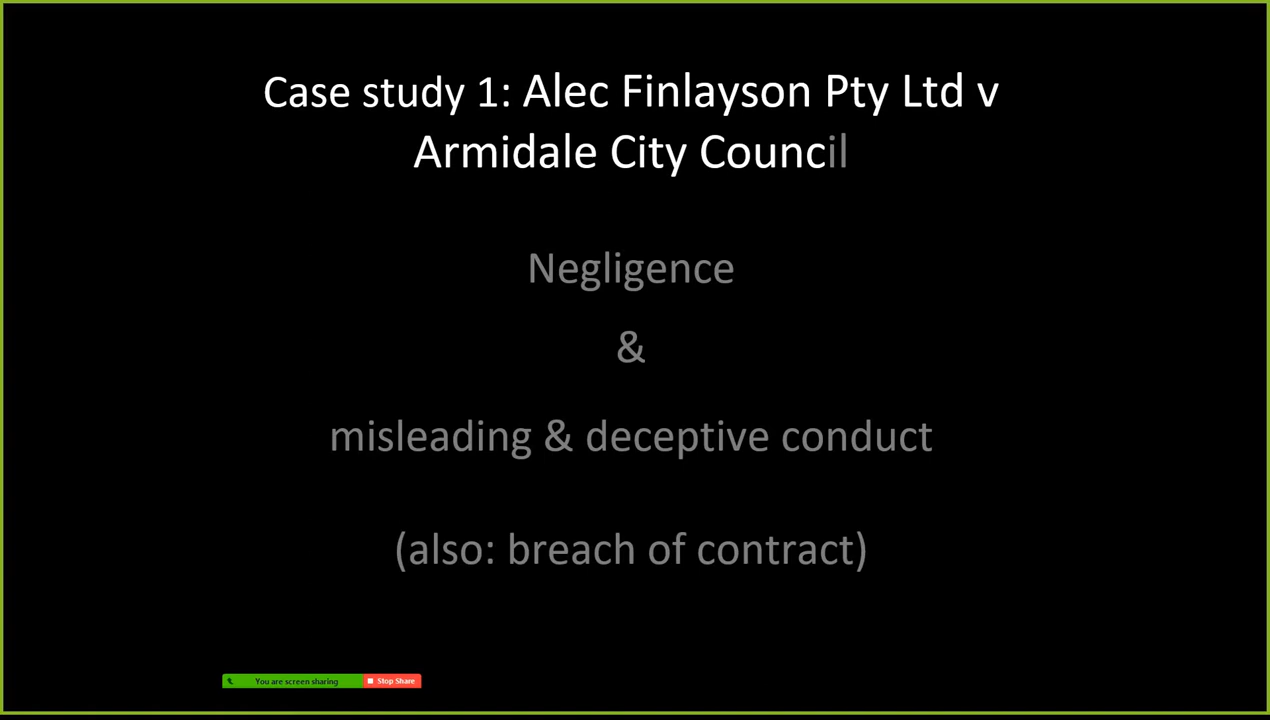 Case study 1: Alec Finlayson Pty Ltd v
Armidale City Council
Negligence
&
misleading & deceptive conduct
(also: breach of contract)
You are screen sharing
Stop Share